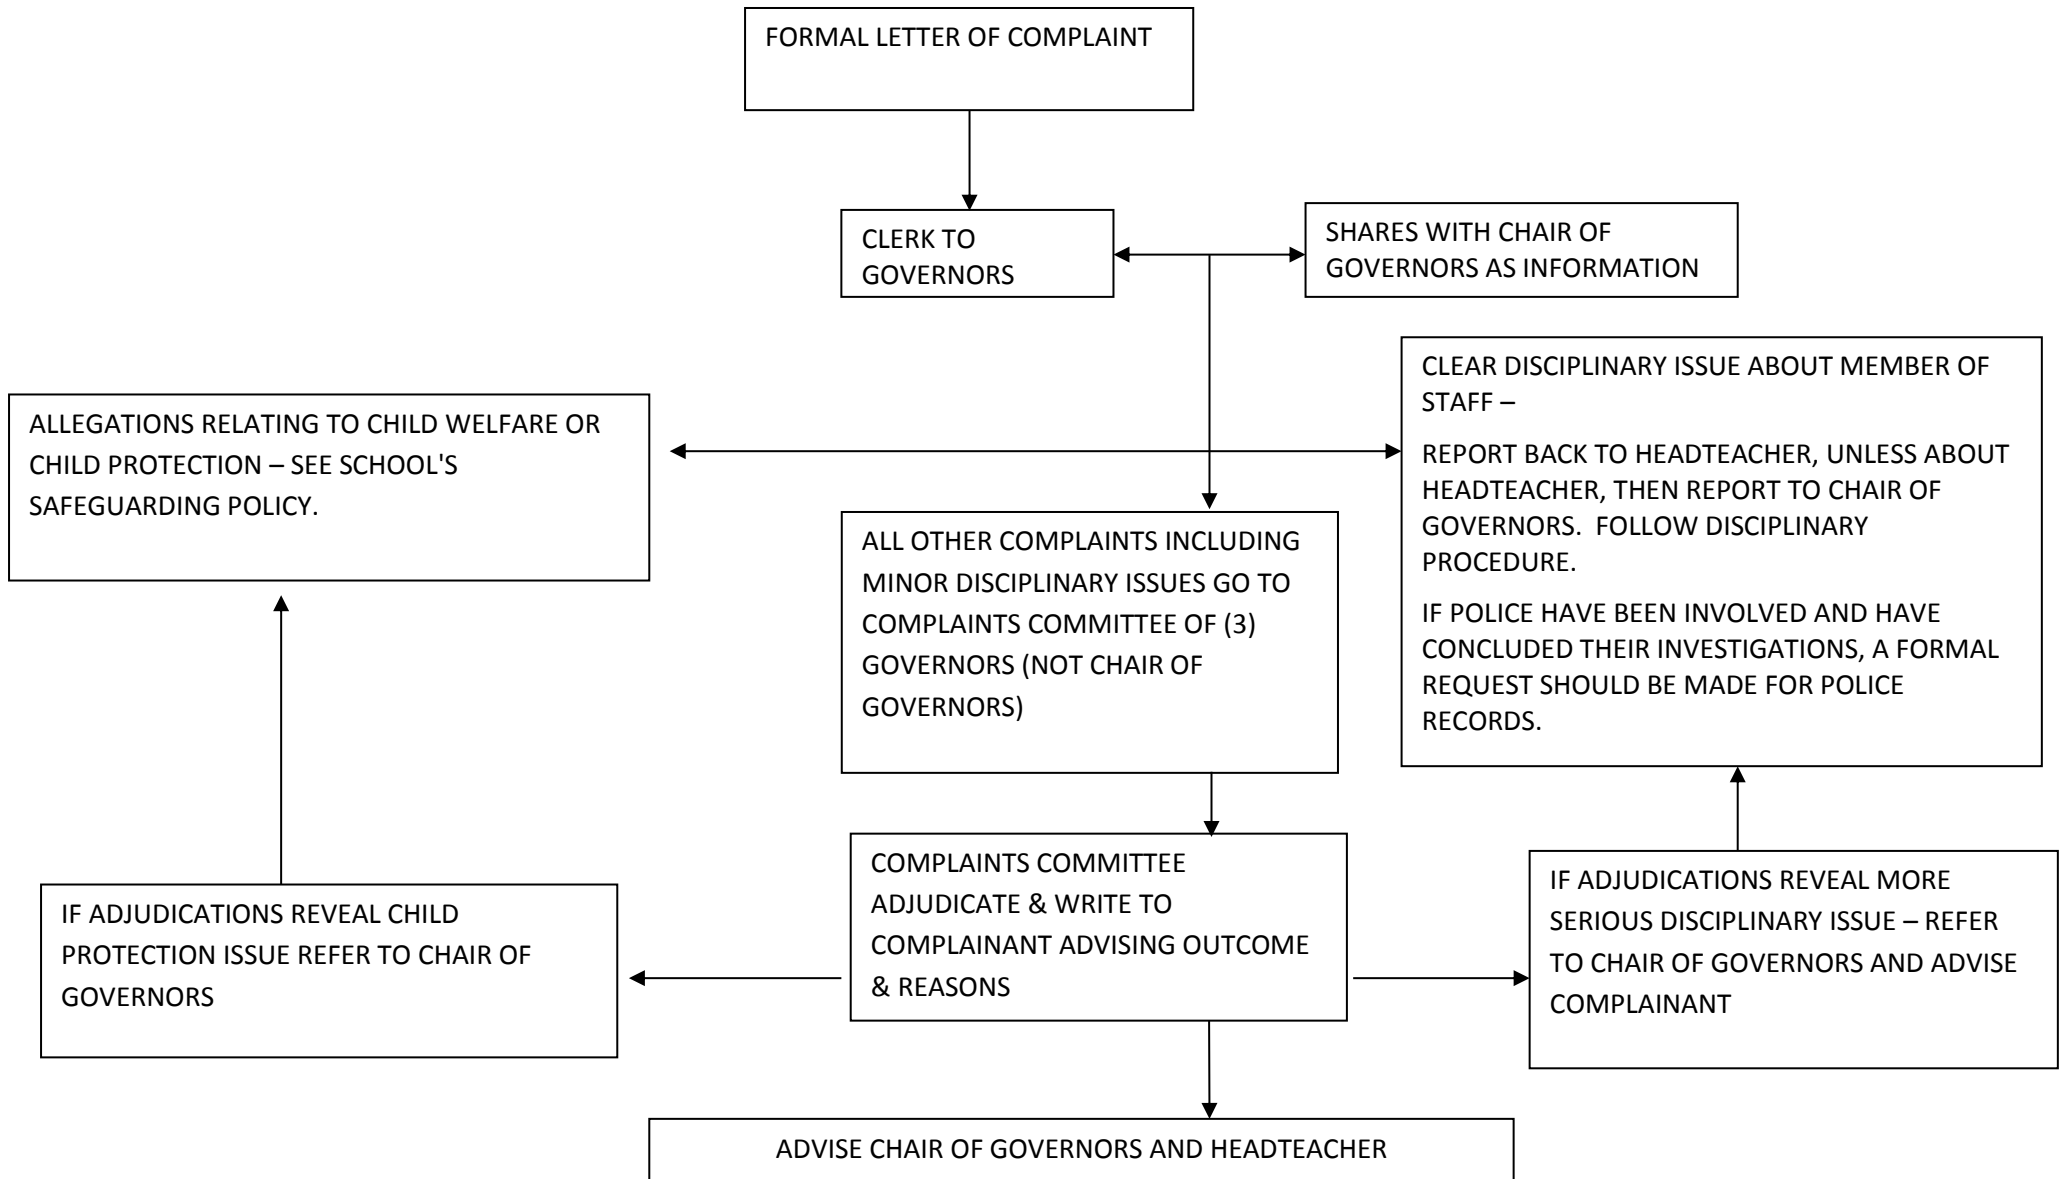 FORMAL LETTER OF COMPLAINT
CLERK TO
GOVERNORS
SHARES WITH CHAIR OF
GOVERNORS AS INFORMATION
ALLEGATIONS RELATING TO CHILD WELFARE OR
CHILD PROTECTION – SEE SCHOOL'S
SAFEGUARDING POLICY.
ALL OTHER COMPLAINTS INCLUDING
MINOR DISCIPLINARY ISSUES GO TO
COMPLAINTS COMMITTEE OF (3)
GOVERNORS (NOT CHAIR OF
GOVERNORS)
CLEAR DISCIPLINARY ISSUE ABOUT MEMBER OF
STAFF –
REPORT BACK TO HEADTEACHER, UNLESS ABOUT
HEADTEACHER, THEN REPORT TO CHAIR OF
GOVERNORS.  FOLLOW DISCIPLINARY
PROCEDURE.
IF POLICE HAVE BEEN INVOLVED AND HAVE
CONCLUDED THEIR INVESTIGATIONS, A FORMAL
REQUEST SHOULD BE MADE FOR POLICE
RECORDS.
IF ADJUDICATIONS REVEAL CHILD
PROTECTION ISSUE REFER TO CHAIR OF
GOVERNORS
COMPLAINTS COMMITTEE
ADJUDICATE & WRITE TO
COMPLAINANT ADVISING OUTCOME
& REASONS
IF ADJUDICATIONS REVEAL MORE
SERIOUS DISCIPLINARY ISSUE – REFER
TO CHAIR OF GOVERNORS AND ADVISE
COMPLAINANT
ADVISE CHAIR OF GOVERNORS AND HEADTEACHER